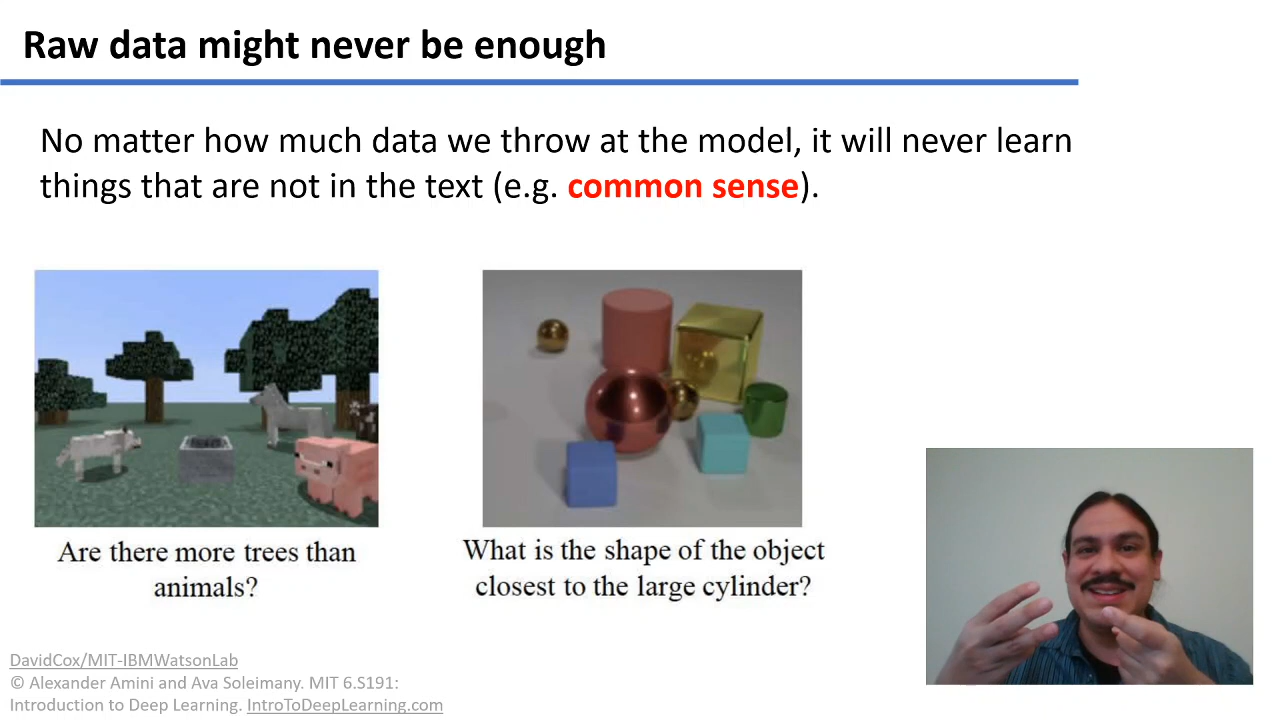 Raw data might never be enough
No matter how much data we throw at the model, it will never learn
things that are not in the text (e.g. common sense).
Are there more trees than
animals?
What is the shape of the object
closest to the large cylinder?
DavidCox/MIT-IBMWatsonLab
© Alexander Amini and Ava Soleimany. MIT 6.S191:
Introduction to Deep Learning. IntroToDeepLearning.com